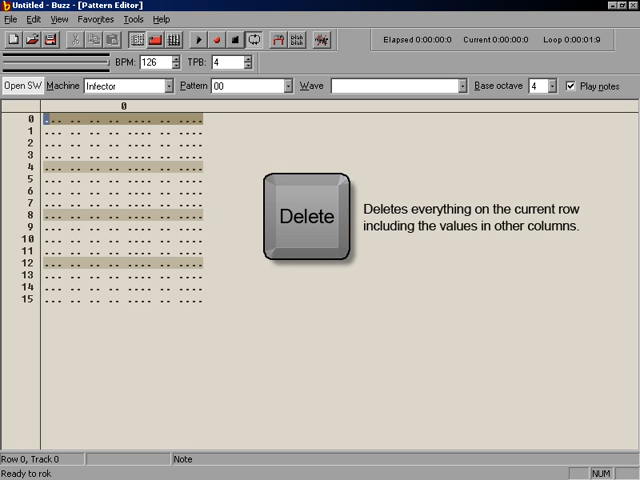 Untitled - Buzz - [Pattern Editor]
File Edit View Favorites Tools Help
blsh
blsh
Elapsed 0:00:00:0 Current 0:00:00:0 Loop 0:00:01:9
BPM: 126 TPB: 4
Open SW Machine Infector Pattern 00 Wave Base octave 4 Play notes
0
0 ... .. .. .. .... .. ....
1 ... .. .. .. .... .. ....
2 ... .. .. .. .... .. ....
3 ... .. .. .. .... .. ....
4 ... .. .. .. .... .. ....
5 ... .. .. .. .... .. ....
6 ... .. .. .. .... .. ....
7 ... .. .. .. .... .. ....
8 ... .. .. .. .... .. ....
9 ... .. .. .. .... .. ....
10 ... .. .. .. .... .. ....
11 ... .. .. .. .... .. ....
12 ... .. .. .. .... .. ....
13 ... .. .. .. .... .. ....
14 ... .. .. .. .... .. ....
15 ... .. .. .. .... .. ....
Delete
Deletes everything on the current row
including the values in other columns.
Row 0, Track 0 Note
Ready to rok NUM